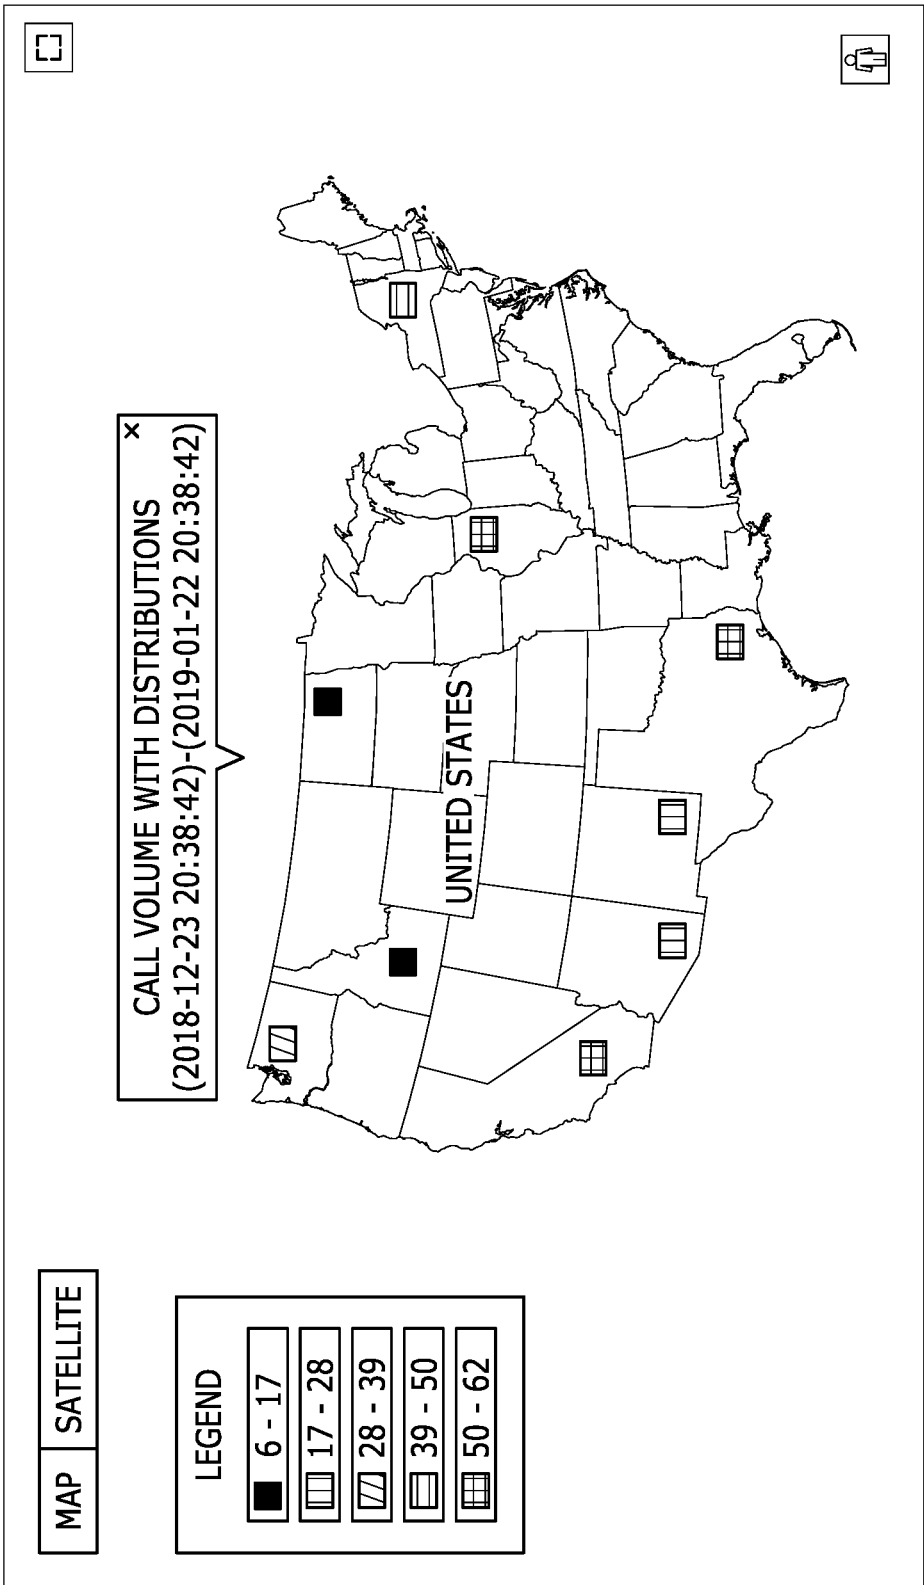 MAP SATELLITE
CALL VOLUME WITH DISTRIBUTIONS X
(2018-12-23 20:38:42)-(2019-01-22 20:38:42)
LEGEND
6 - 17
17 - 28
28 - 39
39 - 50
50 - 62
UNITED STATES